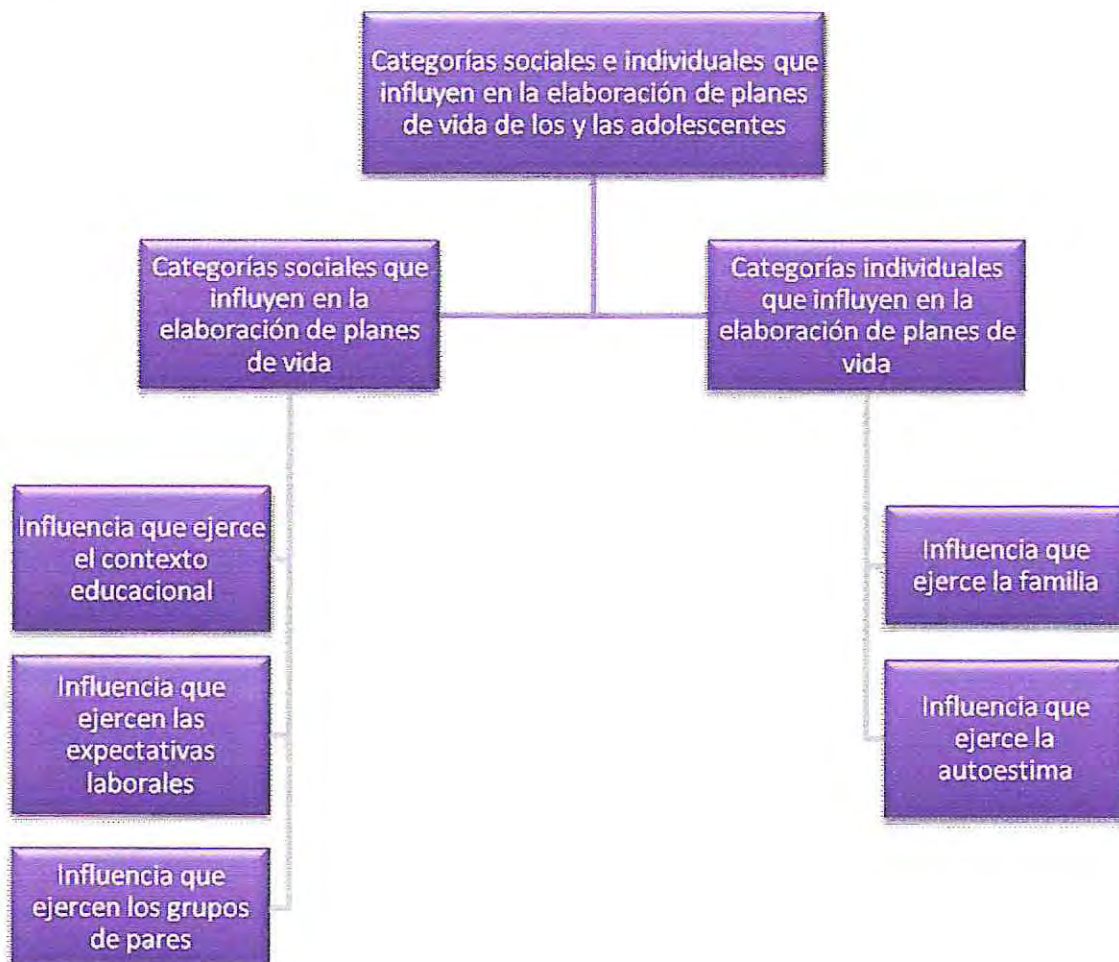 Categorías sociales e individuales que
influyen en la elaboración de planes
de vida de los y las adolescentes
Categorías sociales que
influyen en la
elaboración de planes
de vida
Categorías individuales
que influyen en la
elaboración de planes de
vida
Influencia que ejerce
el contexto
educacional
Influencia que
ejercen las
expectativas
laborales
Influencia que
ejercen los grupos
de pares
Influencia que
ejerce la familia
Influencia que
ejerce la
autoestima